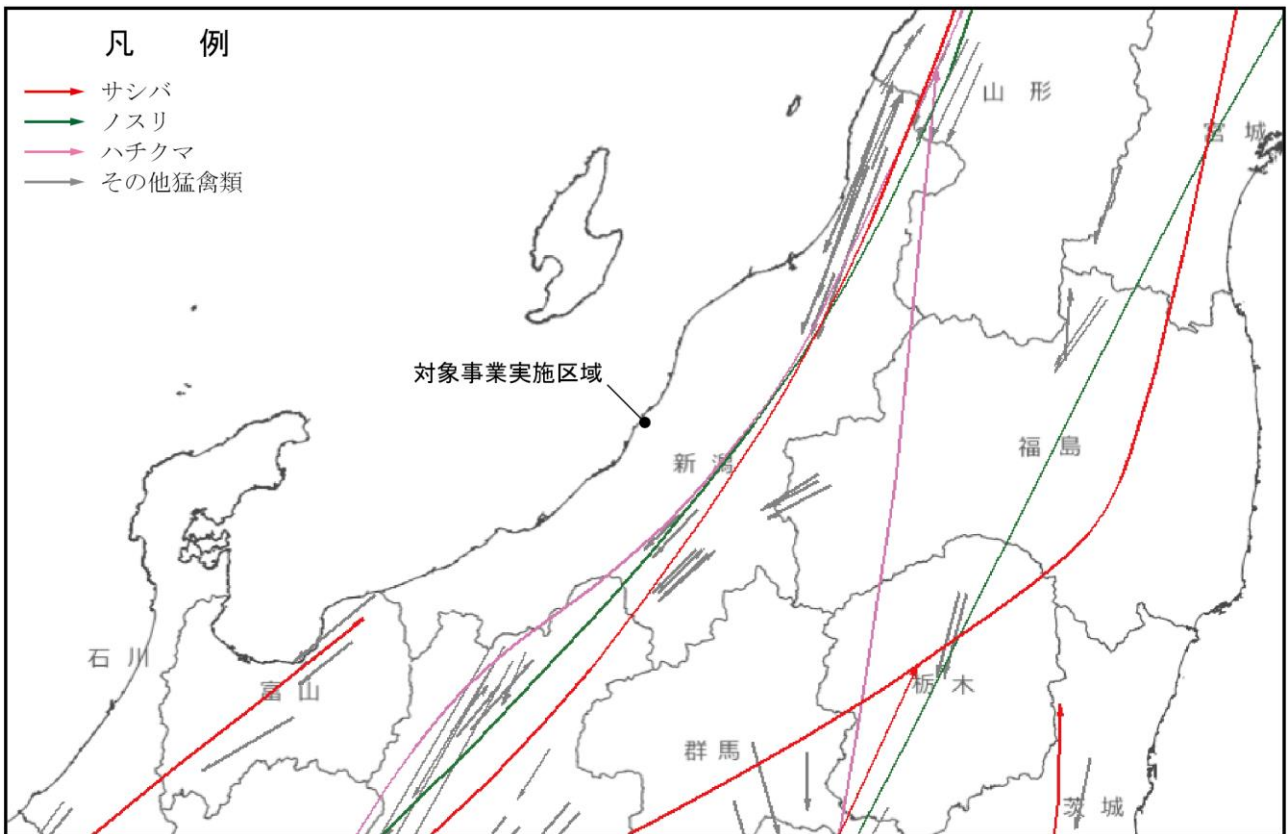 凡　例
サシバ
ノスリ
ハチクマ
その他猛禽類
山形
宮城
対象事業実施区域
新潟
福島
石川
富山
栃木
群馬
茨城